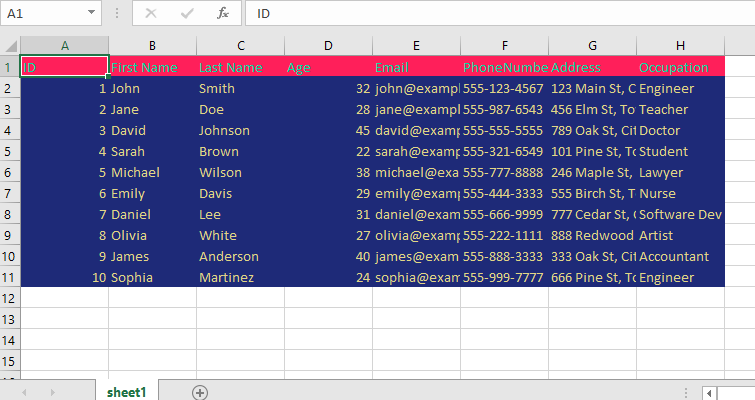 A1 fx ID
A B C D E F G H
1 ID First Name Last Name Age Email PhoneNumbe Address Occupation
2 1 John Smith 32 john@exampl 555-123-4567 123 Main St, C Engineer
3 2 Jane Doe 28 jane@exampl 555-987-6543 456 Elm St, To Teacher
4 3 David Johnson 45 david@examp 555-555-5555 789 Oak St, Cit Doctor
5 4 Sarah Brown 22 sarah@examp 555-321-6549 101 Pine St, To Student
6 5 Michael Wilson 38 michael@exa 555-777-8888 246 Maple St, Lawyer
7 6 Emily Davis 29 emily@examp 555-444-3333 555 Birch St, T Nurse
8 7 Daniel Lee 31 daniel@exam 555-666-9999 777 Cedar St, Software Dev
9 8 Olivia White 27 olivia@examp 555-222-1111 888 Redwood Artist
10 9 James Anderson 40 james@exam 555-888-3333 333 Oak St, Cit Accountant
11 10 Sophia Martinez 24 sophia@exam 555-999-7777 666 Pine St, To Engineer
12
13
14
15
sheet1